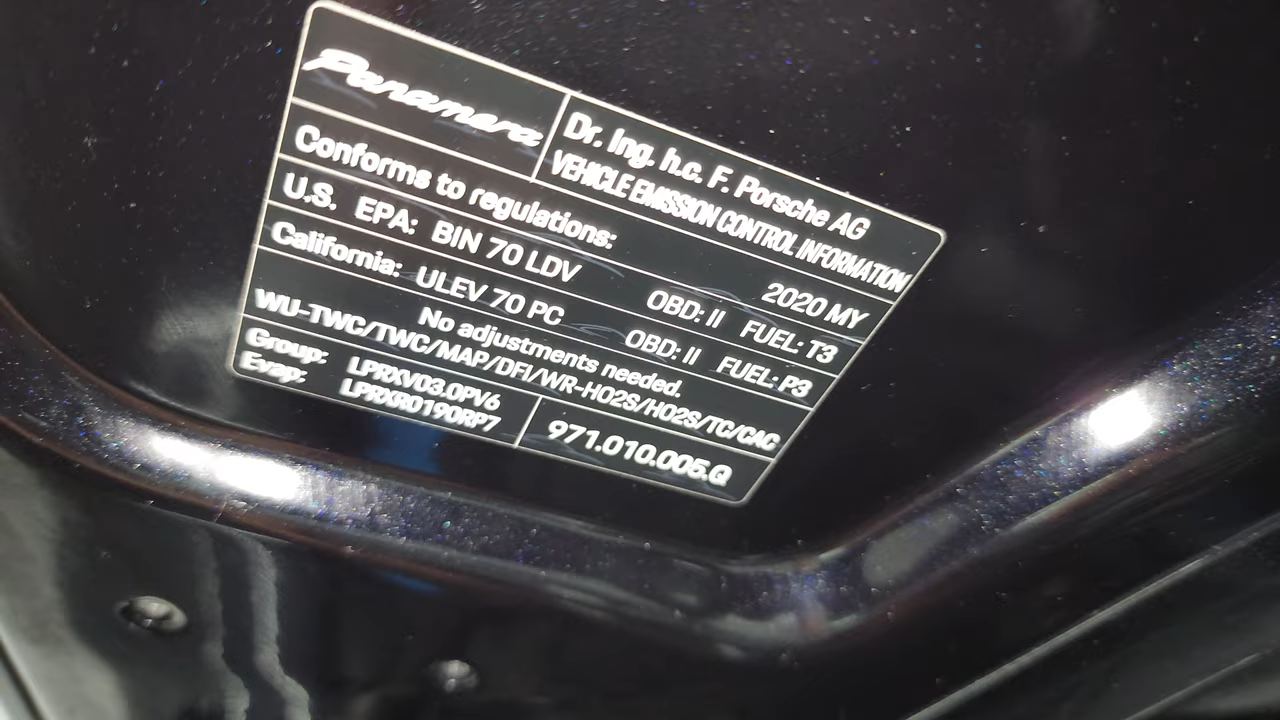 Panamera
Dr. Ing. h.c. F. Porsche AG
VEHICLE EMISSION CONTROL INFORMATION
Conforms to regulations: 2020 MY
U.S. EPA: BIN 70 LDV OBD: II FUEL: T3
California: ULEV 70 PC OBD: II FUEL: P3
No adjustments needed.
WU-TWC/TWC/MAP/DFI/WR-HO2S/HO2S/TC/CAC
Group: LPRXV03.0PV6
Evap: LPRXR0190RP7
971.010.005.Q